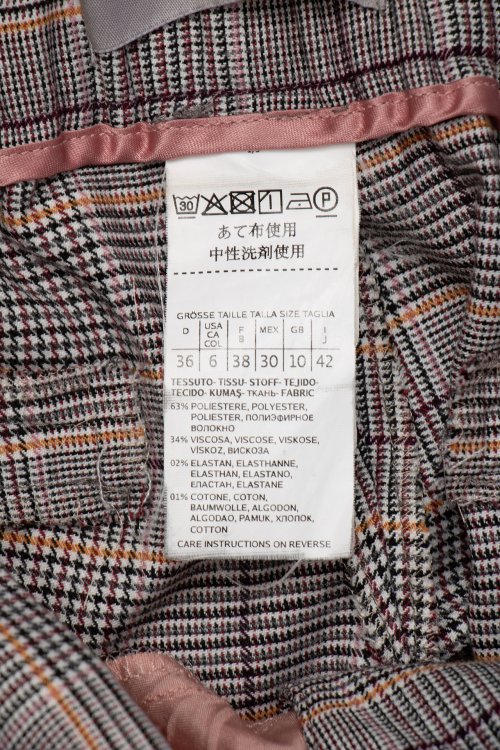 30 P
あて布使用
中性洗剤使用
GRÖSSE TAILLE TALLA SIZE TAGLIA
D USA CA COL F B MEX GB I J
36 6 38 30 10 42
TESSUTO-TISSU-STOFF-TEJIDO-
TECIDO-KUMAŞ-ТКАНЬ-FABRIC
63% POLIESTERE, POLYESTER,
POLIESTER, ПОЛИЭФИРНОЕ
ВОЛОКНО
34% VISCOSA, VISCOSE, VISKOSE,
VİSKOZ, ВИСКОЗА
02% ELASTAN, ELASTHANNE,
ELASTHAN, ELASTANO,
ЕЛАСТАН, ELASTANE
01% COTONE, COTON,
BAUMWOLLE, ALGODON,
ALGODAO, PAMUK, ХЛОПОК,
COTTON
CARE INSTRUCTIONS ON REVERSE